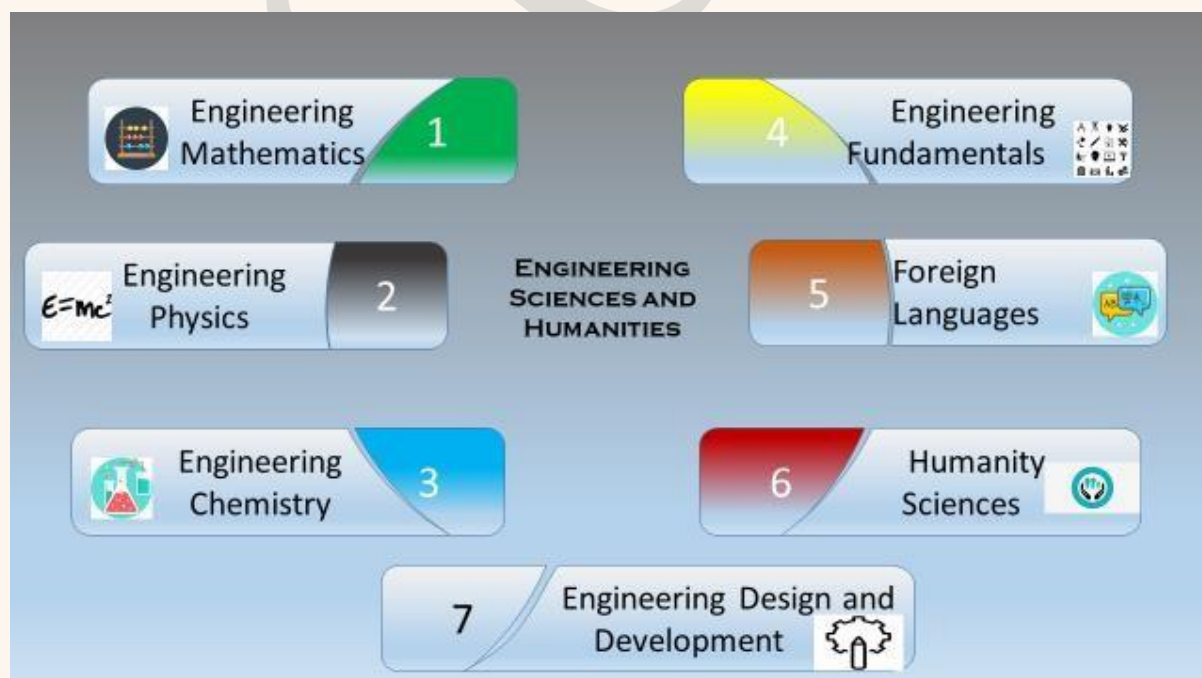 Engineering
Mathematics
1
Engineering
Physics
2
E=mc²
Engineering
Chemistry
3
ENGINEERING
SCIENCES AND
HUMANITIES
4
Engineering
Fundamentals
5
Foreign
Languages
6
Humanity
Sciences
7
Engineering Design and
Development